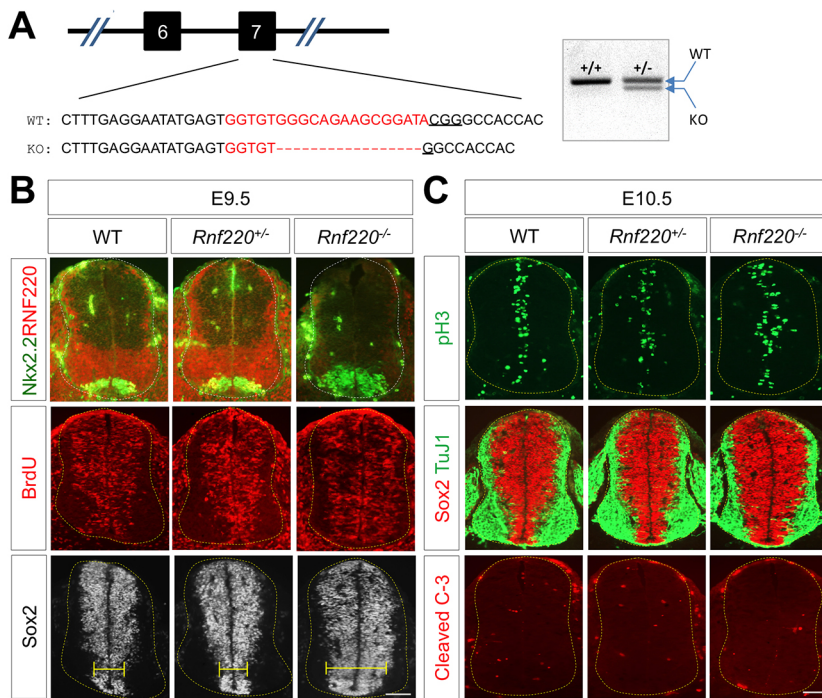 A
6
7
WT:
CTTTGAGGAATATGAGTGGTGTGGGCAGAAGCGGATACGGGCCACCAC
KO:
CTTTGAGGAATATGAGTGGTGT----------------GGCCACCAC
+/+
+/-
WT
KO
B
E9.5
WT
Rnf220+/-
Rnf220-/-
Nkx2.2RNF220
BrdU
Sox2
C
E10.5
WT
Rnf220+/-
Rnf220-/-
pH3
Sox2 TuJ1
Cleaved C-3